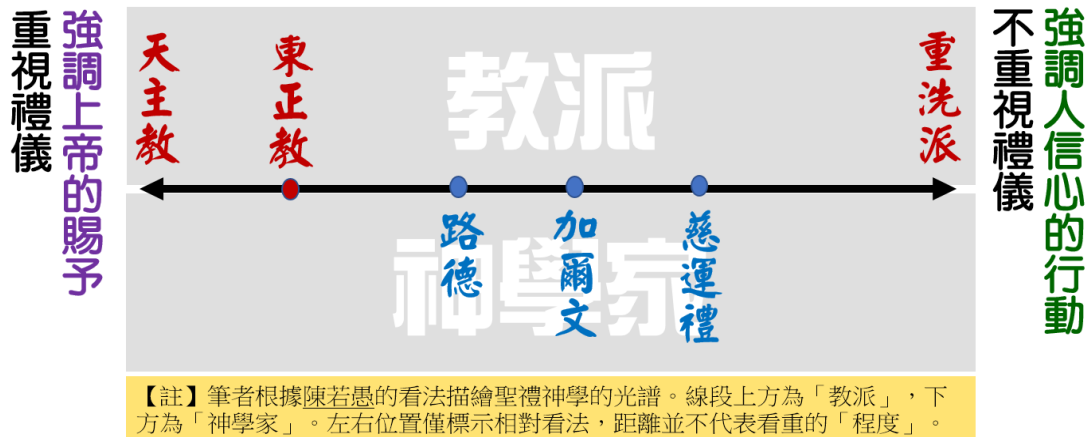 重視禮儀
強調上帝的賜予
天主教
東正教
教派
重洗派
不重視禮儀
強調人信心的行動
路德
加爾文
慈運禮
神學家
【註】筆者根據陳若愚的看法描繪聖禮神學的光譜。線段上方為「教派」，下
方為「神學家」。左右位置僅標示相對看法，距離並不代表看重的「程度」。